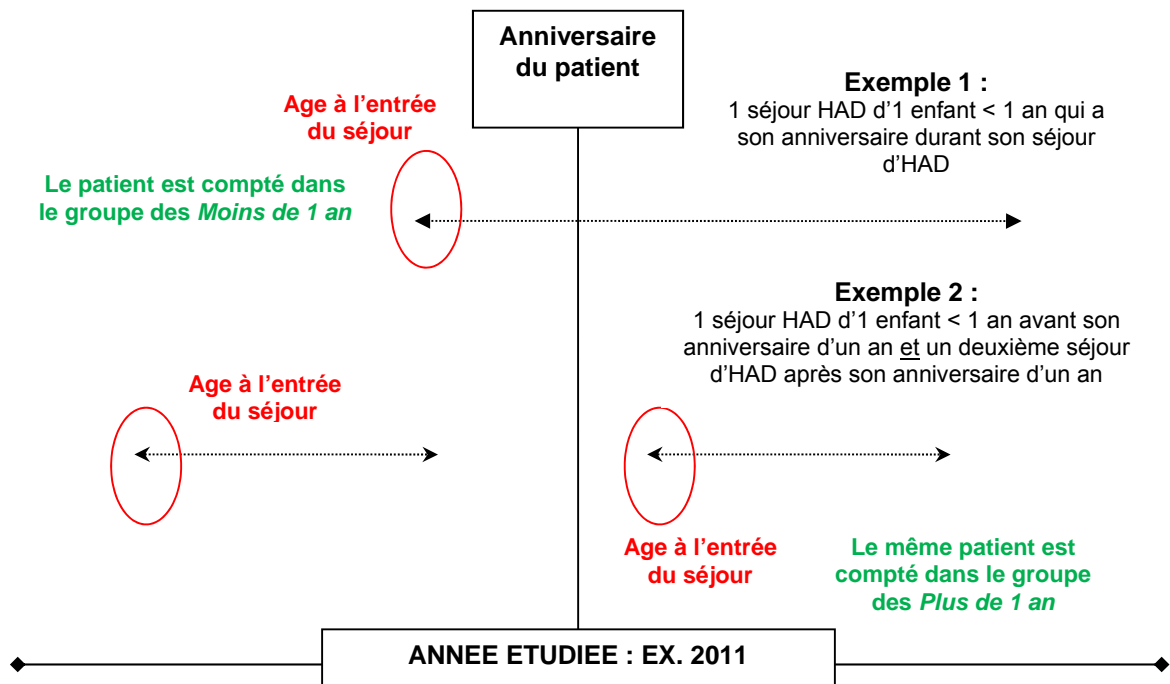 Anniversaire
du patient
Exemple 1 :
1 séjour HAD d’1 enfant < 1 an qui a
son anniversaire durant son séjour
d’HAD
Age à l’entrée
du séjour
Le patient est compté dans
le groupe des Moins de 1 an
Exemple 2 :
1 séjour HAD d’1 enfant < 1 an avant son
anniversaire d’un an et un deuxième séjour
d’HAD après son anniversaire d’un an
Age à l’entrée
du séjour
Age à l’entrée
du séjour
Le même patient est
compté dans le groupe
des Plus de 1 an
ANNEE ETUDIEE : EX. 2011